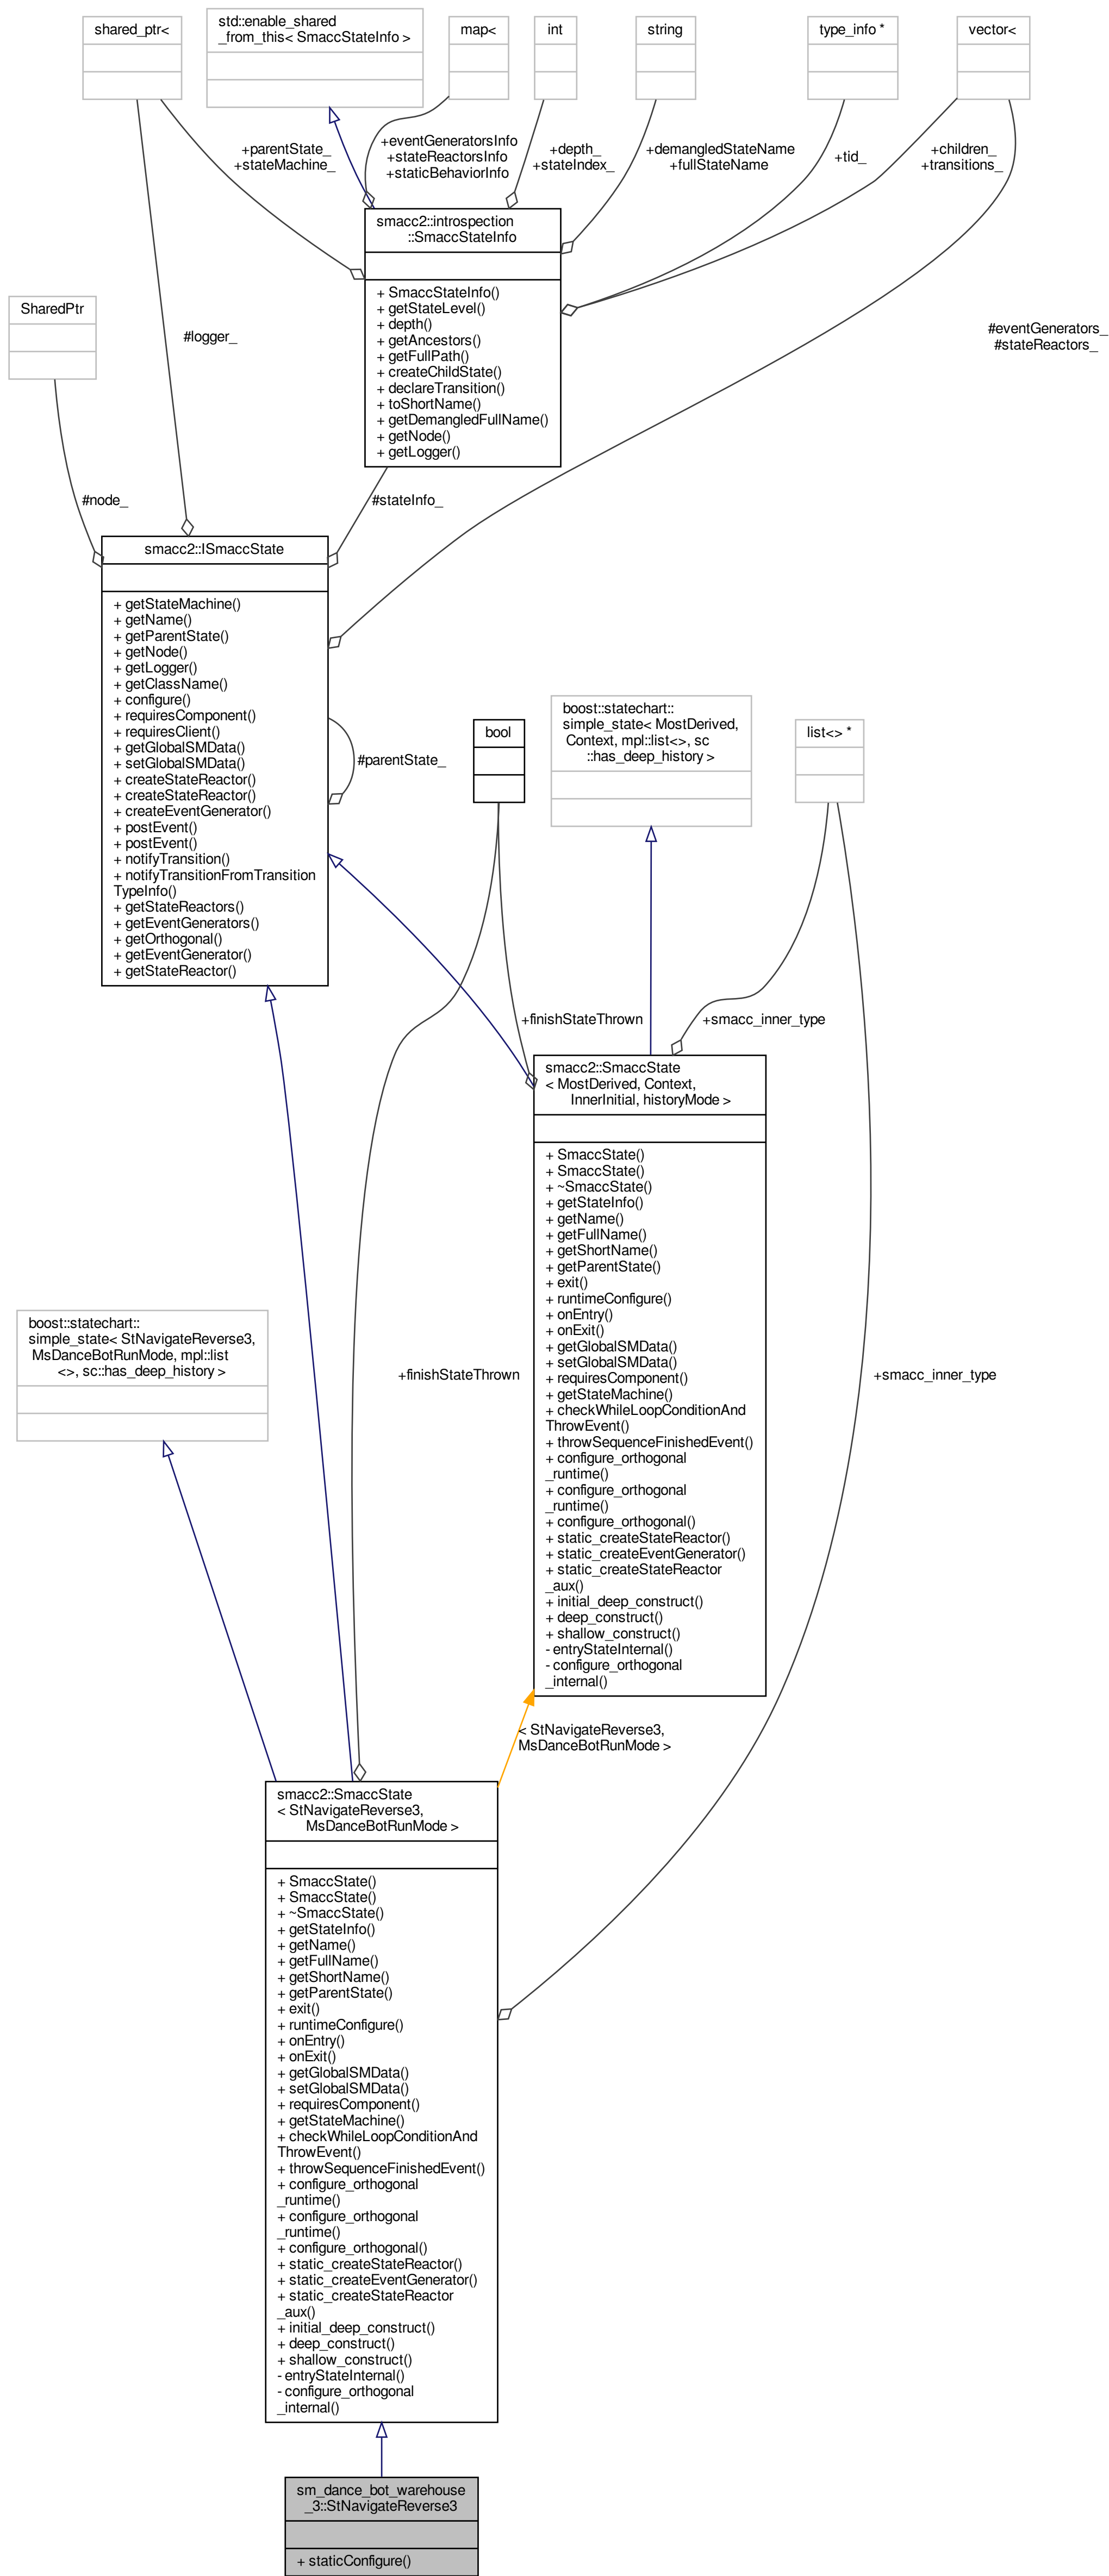 shared_ptr<
std::enable_shared
_from_this< SmaccStateInfo >
map<
int
string
type_info *
vector<
+parentState_
+stateMachine_
+eventGeneratorsInfo
+stateReactorsInfo
+staticBehaviorInfo
+depth_
+stateIndex_
+demangledStateName
+fullStateName
+tid_
+children_
+transitions_
smacc2::introspection
::SmaccStateInfo
+ SmaccStateInfo()
+ getStateLevel()
+ depth()
+ getAncestors()
+ getFullPath()
+ createChildState()
+ declareTransition()
+ toShortName()
+ getDemangledFullName()
+ getNode()
+ getLogger()
SharedPtr
#logger_
#eventGenerators_
#stateReactors_
#node_
#stateInfo_
smacc2::ISmaccState
+ getStateMachine()
+ getName()
+ getParentState()
+ getNode()
+ getLogger()
+ getClassName()
+ configure()
+ requiresComponent()
+ requiresClient()
+ getGlobalSMData()
+ setGlobalSMData()
+ createStateReactor()
+ createStateReactor()
+ createEventGenerator()
+ postEvent()
+ postEvent()
+ notifyTransition()
+ notifyTransitionFromTransition
TypeInfo()
+ getStateReactors()
+ getEventGenerators()
+ getOrthogonal()
+ getEventGenerator()
+ getStateReactor()
#parentState_
bool
boost::statechart::
simple_state< MostDerived,
Context, mpl::list<>, sc
::has_deep_history >
list<> *
+finishStateThrown
+smacc_inner_type
smacc2::SmaccState
< MostDerived, Context,
InnerInitial, historyMode >
+ SmaccState()
+ SmaccState()
+ ~SmaccState()
+ getStateInfo()
+ getName()
+ getFullName()
+ getShortName()
+ getParentState()
+ exit()
+ runtimeConfigure()
+ onEntry()
+ onExit()
+ getGlobalSMData()
+ setGlobalSMData()
+ requiresComponent()
+ getStateMachine()
+ checkWhileLoopConditionAnd
ThrowEvent()
+ throwSequenceFinishedEvent()
+ configure_orthogonal
_runtime()
+ configure_orthogonal
_runtime()
+ configure_orthogonal()
+ static_createStateReactor()
+ static_createEventGenerator()
+ static_createStateReactor
_aux()
+ initial_deep_construct()
+ deep_construct()
+ shallow_construct()
- entryStateInternal()
- configure_orthogonal
_internal()
boost::statechart::
simple_state< StNavigateReverse3,
MsDanceBotRunMode, mpl::list
<>, sc::has_deep_history >
+finishStateThrown
+smacc_inner_type
< StNavigateReverse3,
MsDanceBotRunMode >
smacc2::SmaccState
< StNavigateReverse3,
MsDanceBotRunMode >
+ SmaccState()
+ SmaccState()
+ ~SmaccState()
+ getStateInfo()
+ getName()
+ getFullName()
+ getShortName()
+ getParentState()
+ exit()
+ runtimeConfigure()
+ onEntry()
+ onExit()
+ getGlobalSMData()
+ setGlobalSMData()
+ requiresComponent()
+ getStateMachine()
+ checkWhileLoopConditionAnd
ThrowEvent()
+ throwSequenceFinishedEvent()
+ configure_orthogonal
_runtime()
+ configure_orthogonal
_runtime()
+ configure_orthogonal()
+ static_createStateReactor()
+ static_createEventGenerator()
+ static_createStateReactor
_aux()
+ initial_deep_construct()
+ deep_construct()
+ shallow_construct()
- entryStateInternal()
- configure_orthogonal
_internal()
sm_dance_bot_warehouse
_3::StNavigateReverse3
+ staticConfigure()